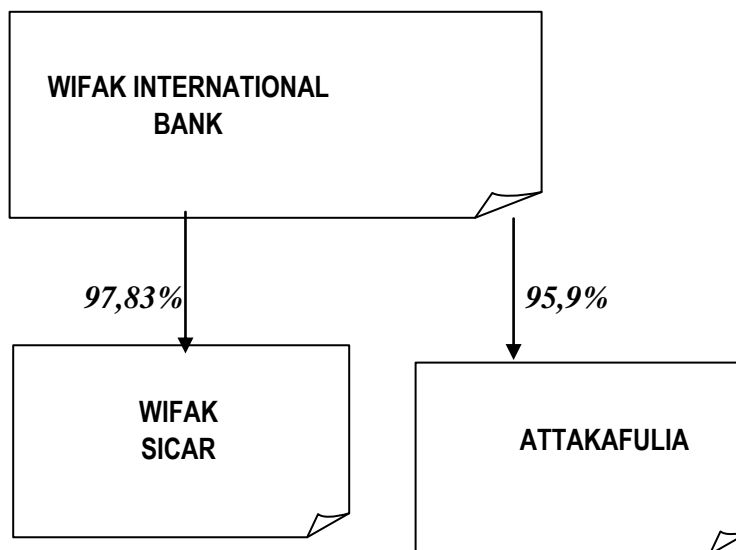 WIFAK INTERNATIONAL
BANK
97,83%
95,9%
WIFAK
SICAR
ATTAKAFULIA